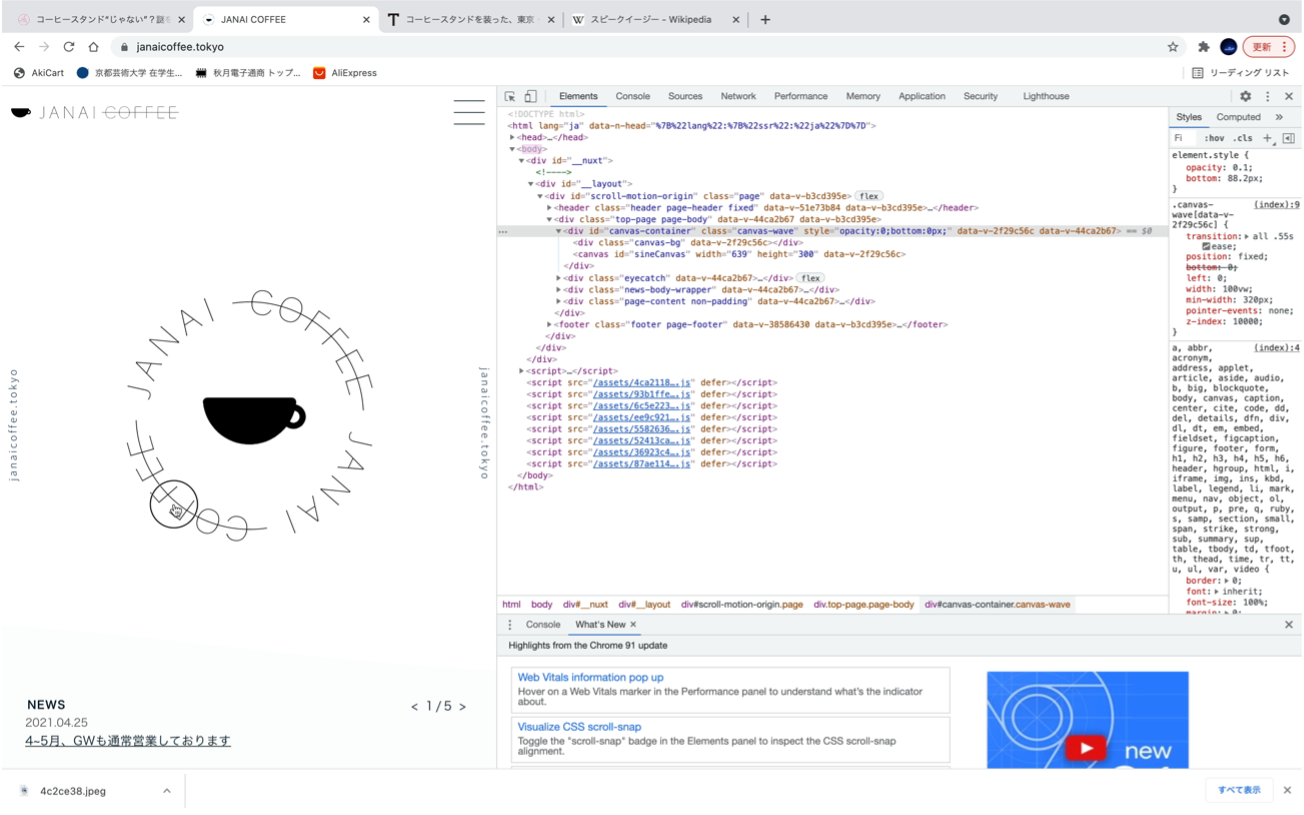 コーヒースタンド"じゃない"？謎を
JANAI COFFEE
コーヒースタンドを装った、東京
スピークイージー - Wikipedia
janaicoffee.tokyo
更新
AkiCart
京都芸術大学 在学生...
秋月電子通商 トップ...
AliExpress
リーディング リスト
JANAI COFFEE
JANAI COFFEE JANAI COFFEE
janaicoffee.tokyo
janaicoffee.tokyo
NEWS
2021.04.25
4~5月、GWも通常営業しております
< 1/5 >
Elements Console Sources Network Performance Memory Application Security Lighthouse
<!DOCTYPE html>
<html lang="ja" data-n-head="%7B%22lang%22:%7B%22ssr%22:%22ja%22%7D%7D">
<head>…</head>
<body>
<div id="__nuxt">
<!---->
<div id="__layout">
<div id="scroll-motion-origin" class="page" data-v-b3cd395e> flex
<header class="header page-header fixed" data-v-51e73b84 data-v-b3cd395e>…</header>
<div class="top-page page-body" data-v-44ca2b67 data-v-b3cd395e>
<div id="canvas-container" class="canvas-wave" style="opacity:0;bottom:0px;" data-v-2f29c56c data-v-44ca2b67> == $0
<div class="canvas-bg" data-v-2f29c56c></div>
<canvas id="sineCanvas" width="639" height="300" data-v-2f29c56c>
</div>
<div class="eyecatch" data-v-44ca2b67>…</div> flex
<div class="news-body-wrapper" data-v-44ca2b67>…</div>
<div class="page-content non-padding" data-v-44ca2b67>…</div>
</div>
<footer class="footer page-footer" data-v-38586430 data-v-b3cd395e>…</footer>
</div>
</div>
</div>
<script>…</script>
<script src="/assets/4ca2118….js" defer></script>
<script src="/assets/93b1ffe….js" defer></script>
<script src="/assets/6c5e223….js" defer></script>
<script src="/assets/ee9c921….js" defer></script>
<script src="/assets/5582636….js" defer></script>
<script src="/assets/52413ca….js" defer></script>
<script src="/assets/36923c4….js" defer></script>
<script src="/assets/87ae114….js" defer></script>
</body>
</html>
html body div#__nuxt div#__layout div#scroll-motion-origin.page div.top-page.page-body div#canvas-container.canvas-wave
Styles Computed »
Fi :hov .cls +
element.style {
opacity: 0.1;
bottom: 88.2px;
}
.canvas- (index):9
wave[data-v-
2f29c56c] {
transition: all .55s
ease;
position: fixed;
bottom: 0;
left: 0;
width: 100vw;
min-width: 320px;
pointer-events: none;
z-index: 10000;
}
a, abbr, (index):4
acronym,
address, applet,
article, aside, audio,
b, big, blockquote,
body, canvas, caption,
center, cite, code, dd,
del, details, dfn, div,
dl, dt, em, embed,
fieldset, figcaption,
figure, footer, form,
h1, h2, h3, h4, h5, h6,
header, hgroup, html, i,
iframe, img, ins, kbd,
label, legend, li, mark,
menu, nav, object, ol,
output, p, pre, q, ruby,
s, samp, section, small,
span, strike, strong,
sub, summary, sup,
table, tbody, td, tfoot,
th, thead, time, tr, tt,
u, ul, var, video {
border: 0;
font: inherit;
font-size: 100%;
margin: 0;
Console What's New ×
Highlights from the Chrome 91 update
Web Vitals information pop up
Hover on a Web Vitals marker in the Performance panel to understand what's the indicator
about.
Visualize CSS scroll-snap
Toggle the "scroll-snap" badge in the Elements panel to inspect the CSS scroll-snap
alignment.
new
4c2ce38.jpeg
すべて表示